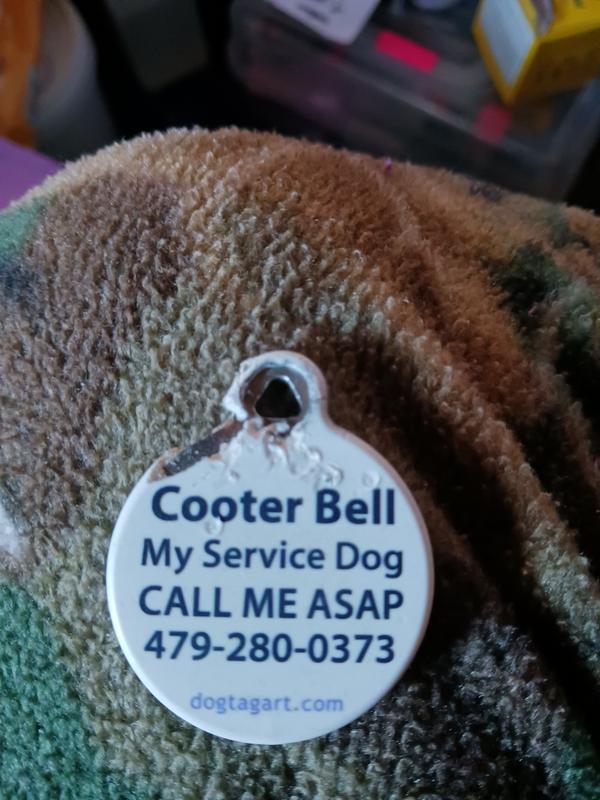 Cooter Bell
My Service Dog
CALL ME ASAP
479-280-0373
dogtagart.com